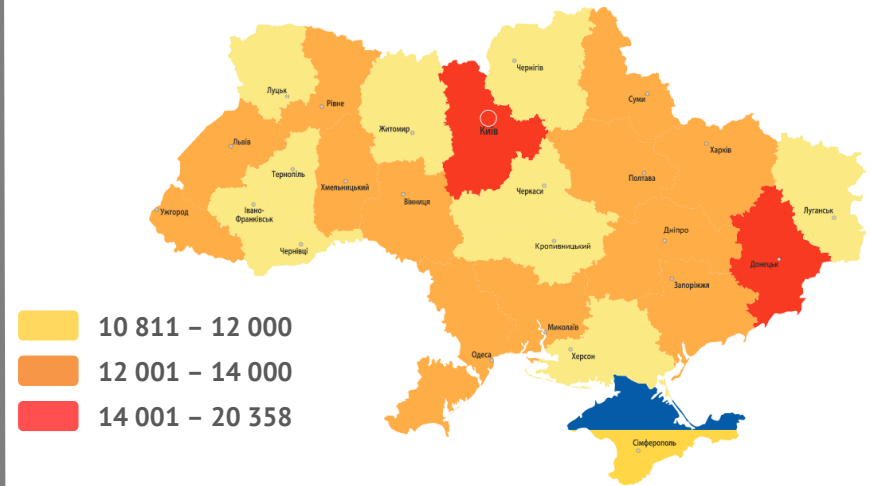 Чернігів
Луцьк
Рівне
Суми
Житомир
Київ
Львів
Харків
Тернопіль
Хмельницький
Полтава
Черкаси
Вінниця
Івано-
Франківськ
Ужгород
Луганськ
Дніпро
Чернівці
Кропивницький
Донецьк
Запоріжжя
Миколаїв
Одеса
Херсон
Сімферополь
10 811 – 12 000
12 001 – 14 000
14 001 – 20 358